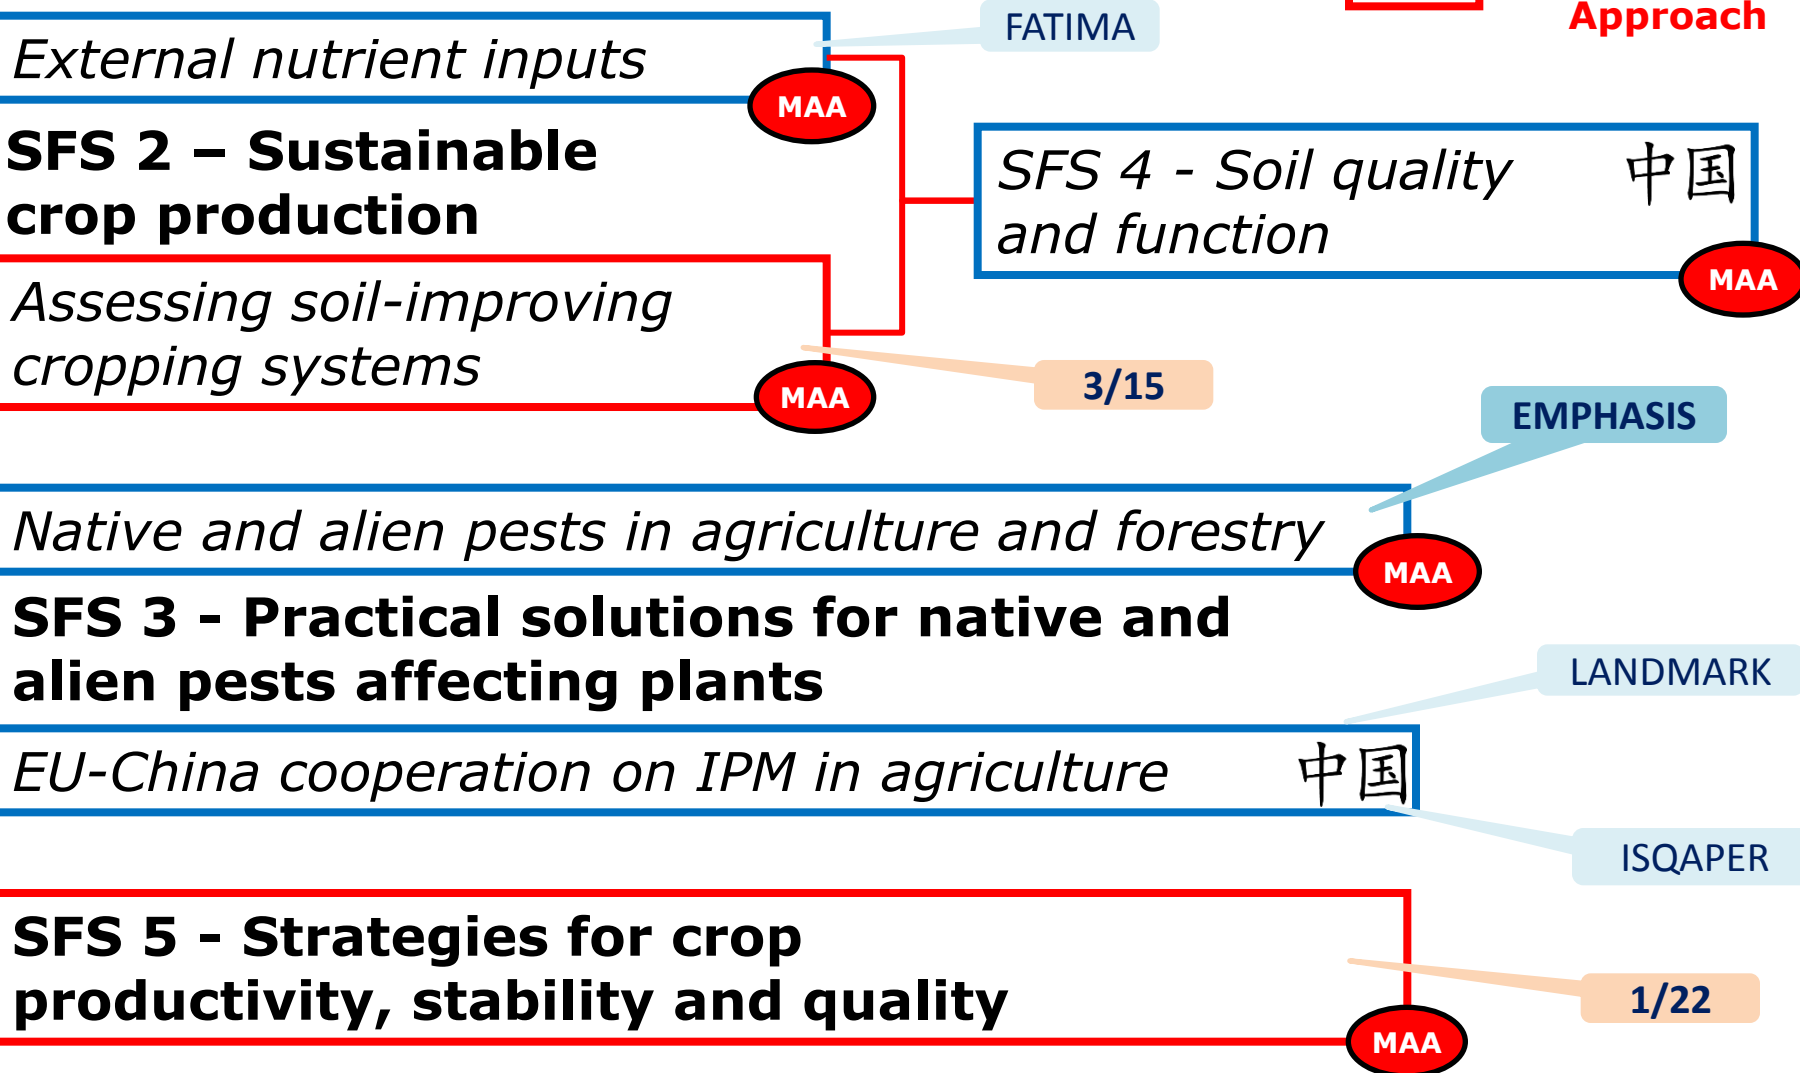 Approach
FATIMA
External nutrient inputs
MAA
SFS 2 – Sustainable
crop production
SFS 4 - Soil quality
and function
中国
MAA
Assessing soil-improving
cropping systems
MAA
3/15
EMPHASIS
Native and alien pests in agriculture and forestry
MAA
SFS 3 - Practical solutions for native and
alien pests affecting plants
LANDMARK
EU-China cooperation on IPM in agriculture
中国
ISQAPER
SFS 5 - Strategies for crop
productivity, stability and quality
1/22
MAA